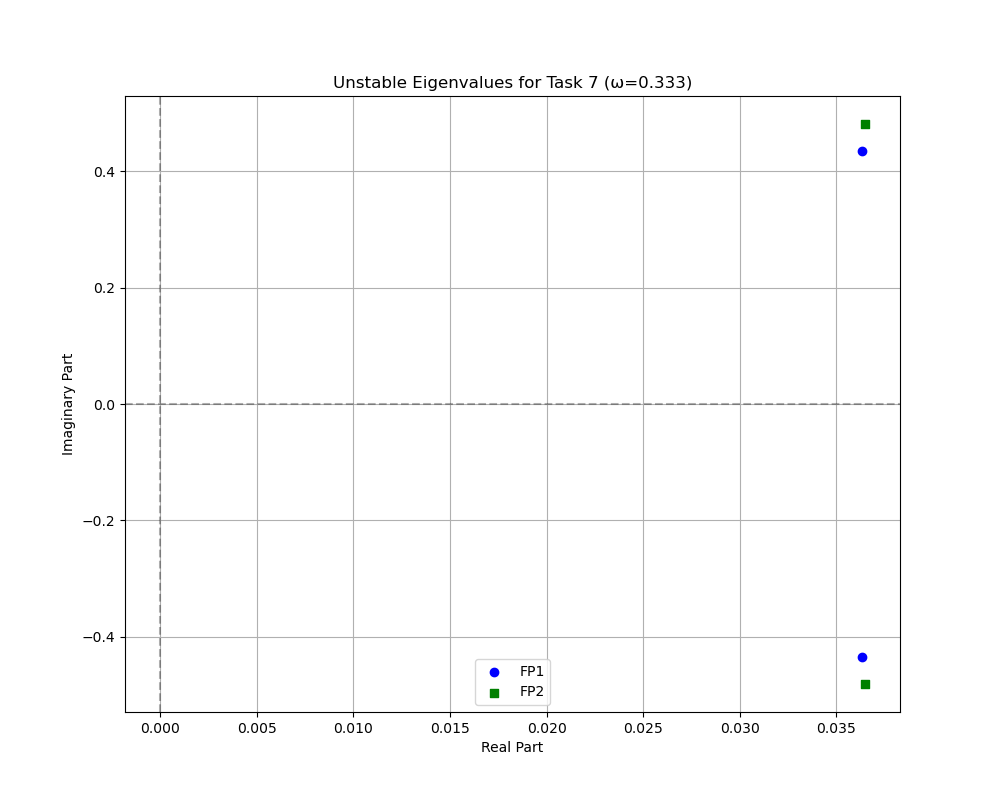 Unstable Eigenvalues for Task 7 (ω=0.333)
Imaginary Part
0.4
0.2
0.0
−0.2
−0.4
FP1
FP2
0.000 0.005 0.010 0.015 0.020 0.025 0.030 0.035
Real Part